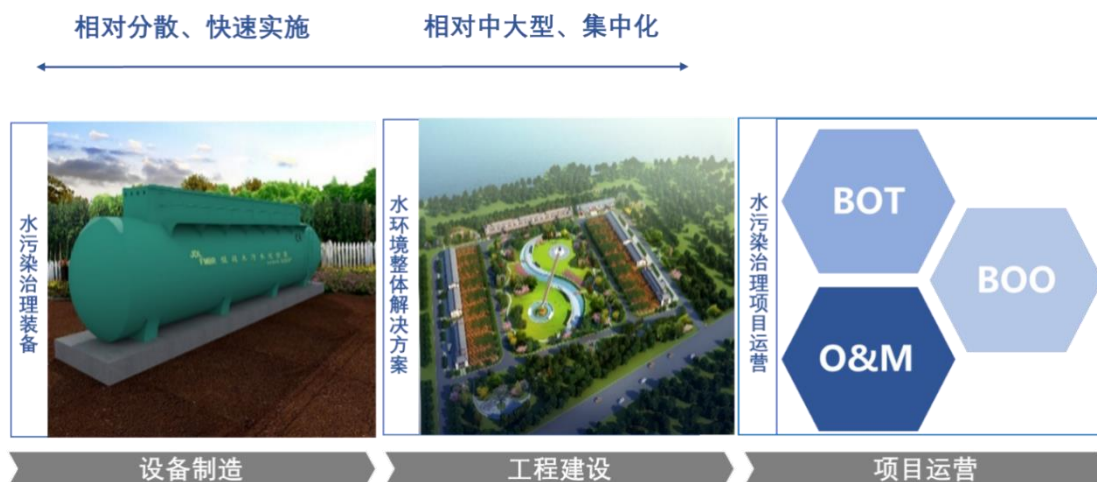 相对分散、快速实施
相对中大型、集中化
水污染治理装备
JDL
水环境整体解决方案
水污染治理项目运营
BOT
BOO
O&M
设备制造
工程建设
项目运营